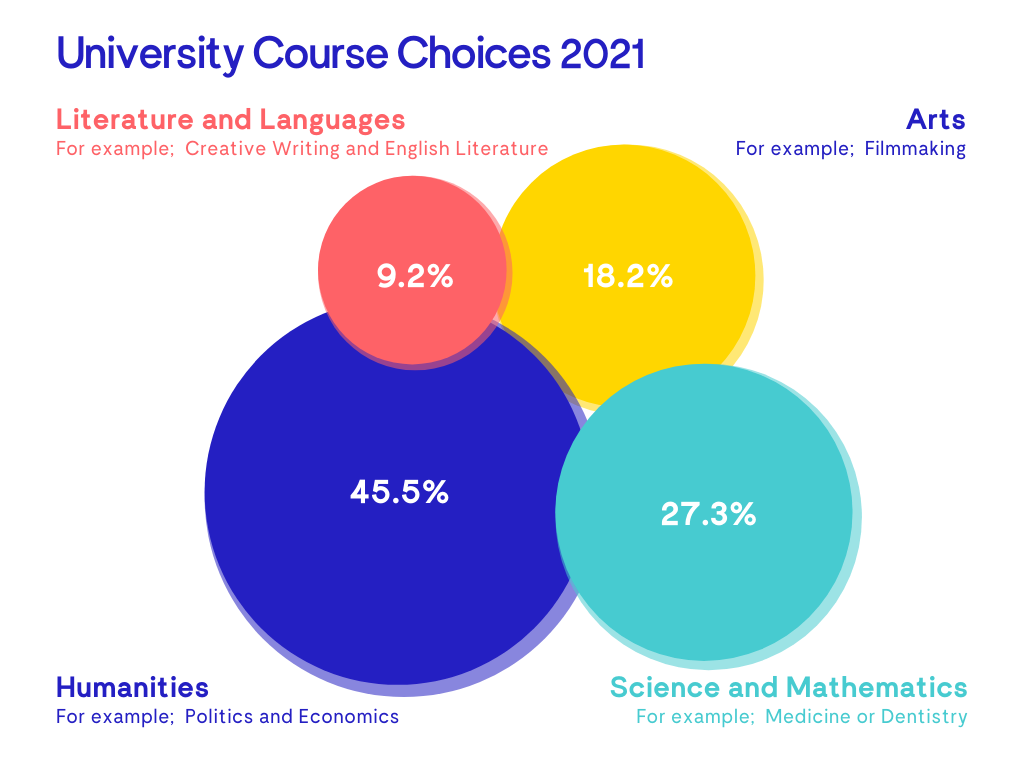 University Course Choices 2021
Literature and Languages
For example;  Creative Writing and English Literature
Arts
For example;  Filmmaking
9.2%
18.2%
45.5%
27.3%
Humanities
For example;  Politics and Economics
Science and Mathematics
For example;  Medicine or Dentistry